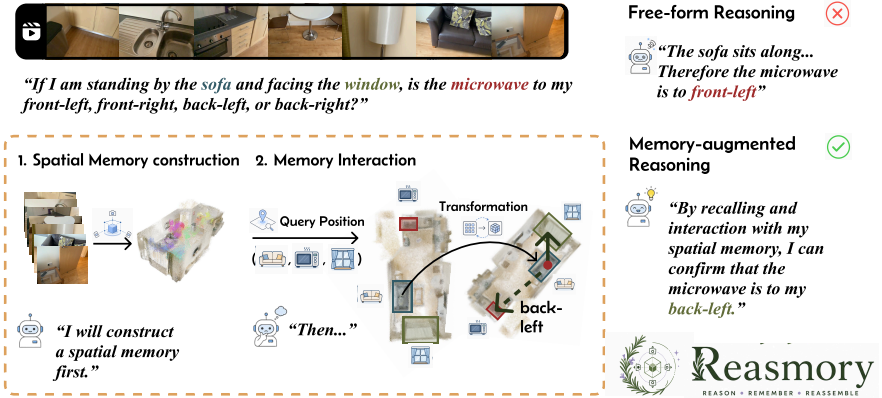 “If I am standing by the sofa and facing the window, is the microwave to my
front-left, front-right, back-left, or back-right?”
1. Spatial Memory construction
2. Memory Interaction
Query Position
( , , )
Transformation
back-
left
“I will construct
a spatial memory
first.”
“Then...”
Free-form Reasoning
“The sofa sits along...
Therefore the microwave
is to front-left”
Memory-augmented
Reasoning
“By recalling and
interaction with my
spatial memory, I can
confirm that the
microwave is to my
back-left.”
Reasmory
REASON • REMEMBER • REASSEMBLE